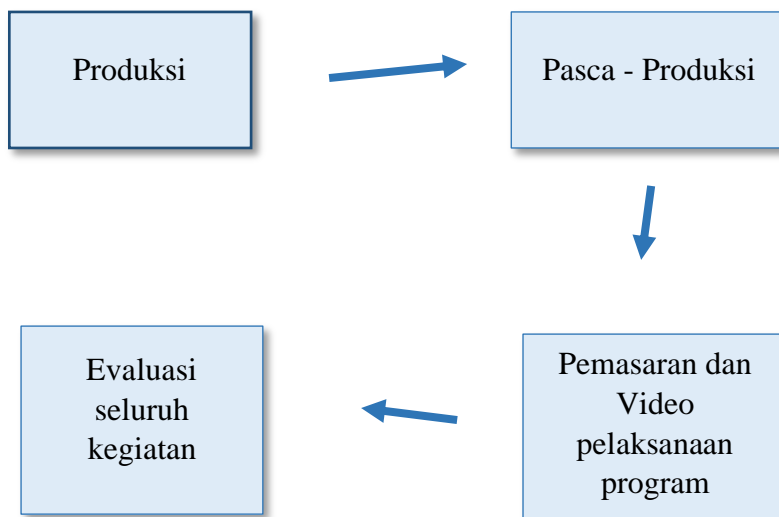 Produksi
Pasca - Produksi
Evaluasi
seluruh
kegiatan
Pemasaran dan
Video
pelaksanaan
program